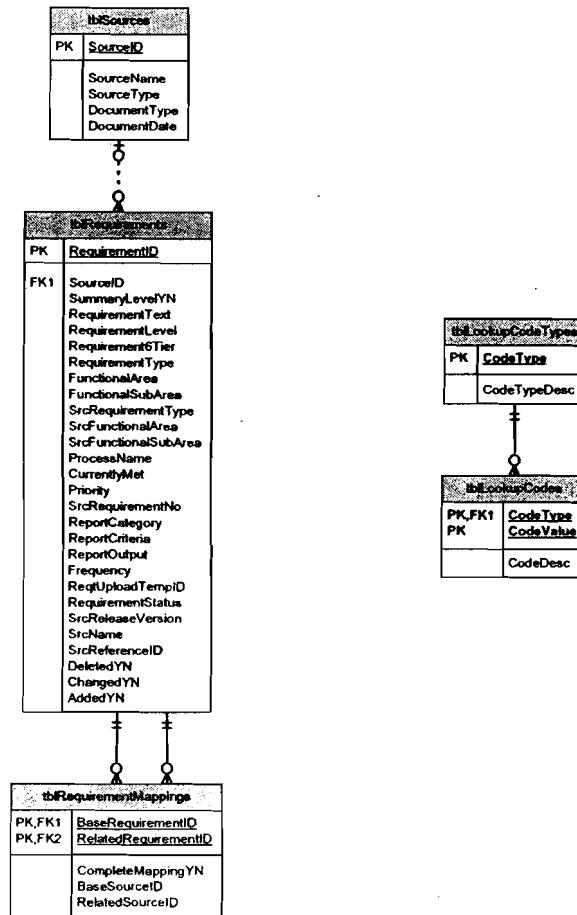 tblSources
PK SourceID
SourceName
SourceType
DocumentType
DocumentDate
tblRequirements
PK RequirementID
FK1 SourceID
SummaryLevelYN
RequirementText
RequirementLevel
Requirement6Tier
RequirementType
FunctionalArea
FunctionalSubArea
SrcRequirementType
SrcFunctionalArea
SrcFunctionalSubArea
ProcessName
CurrentlyMet
Priority
SrcRequirementNo
ReportCategory
ReportCriteria
ReportOutput
Frequency
ReqtUploadTempID
RequirementStatus
SrcReleaseVersion
SrcName
SrcReferenceID
DeletedYN
ChangedYN
AddedYN
tblRequirementMappings
PK,FK1 BaseRequirementID
PK,FK2 RelatedRequirementID
CompleteMappingYN
BaseSourceID
RelatedSourceID
tblLookupCodeTypes
PK CodeType
CodeTypeDesc
tblLookupCodes
PK,FK1 CodeType
PK CodeValue
CodeDesc